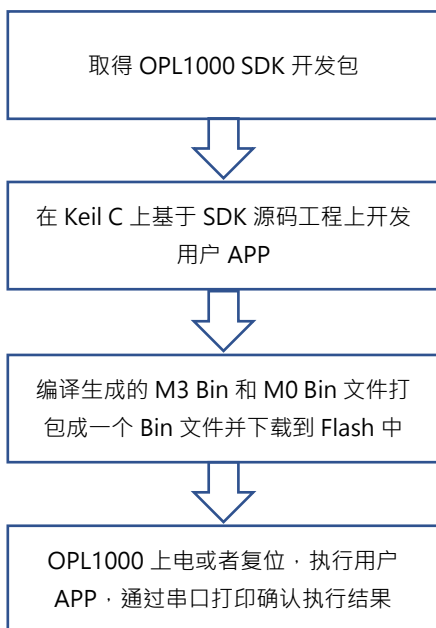 取得 OPL1000 SDK 开发包
在 Keil C 上基于 SDK 源码工程上开发
用户 APP
编译生成的 M3 Bin 和 M0 Bin 文件打
包成一个 Bin 文件并下载到 Flash 中
OPL1000 上电或者复位，执行用户
APP，通过串口打印确认执行结果